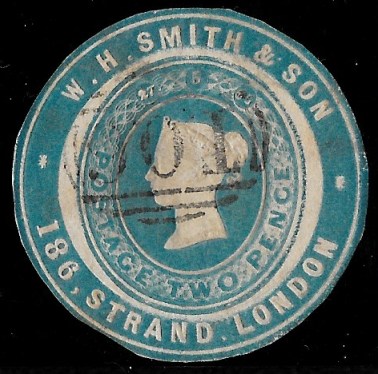 W. H. SMITH & SON
186, STRAND. LONDON
POSTAGE TWO PENCE